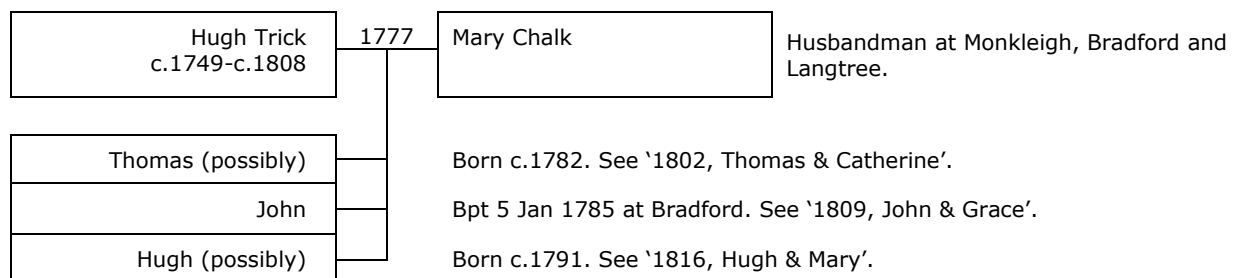 Hugh Trick
c.1749-c.1808
1777
Mary Chalk
Husbandman at Monkleigh, Bradford and
Langtree.
Thomas (possibly)
Born c.1782. See ‘1802, Thomas & Catherine’.
John
Bpt 5 Jan 1785 at Bradford. See ‘1809, John & Grace’.
Hugh (possibly)
Born c.1791. See ‘1816, Hugh & Mary’.